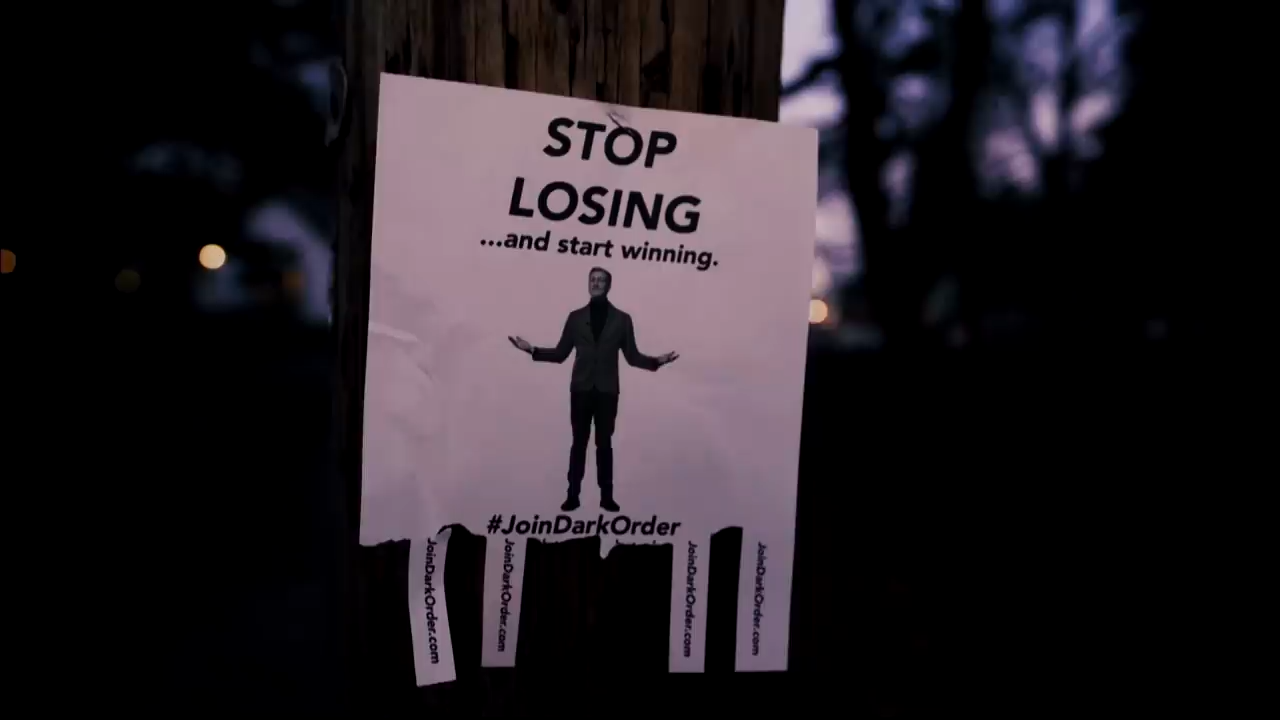 STOP
LOSING
...and start winning.
#JoinDarkOrder
JoinDarkOrder.com
JoinDarkOrder.com
JoinDarkOrder.com
JoinDarkOrder.com